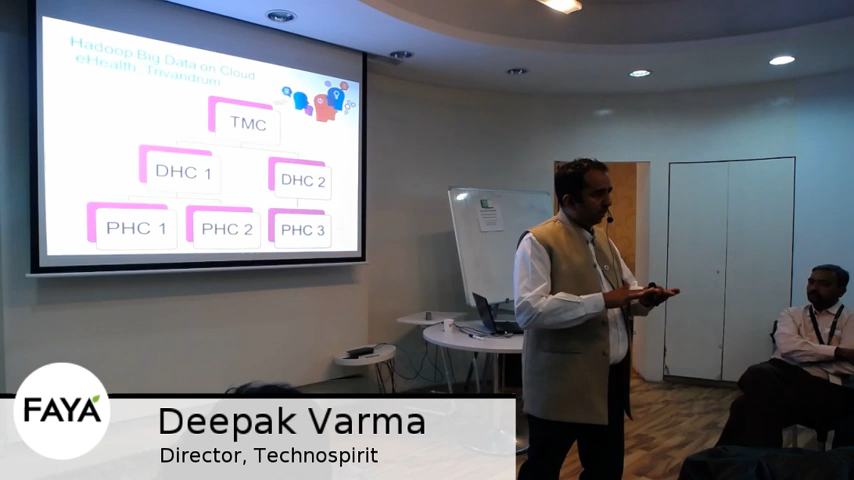 Hadoop Big Data on Cloud
eHealth Trivandrum
TMC
DHC 1
DHC 2
PHC 1
PHC 2
PHC 3
FAYA
Deepak Varma
Director, Technospirit